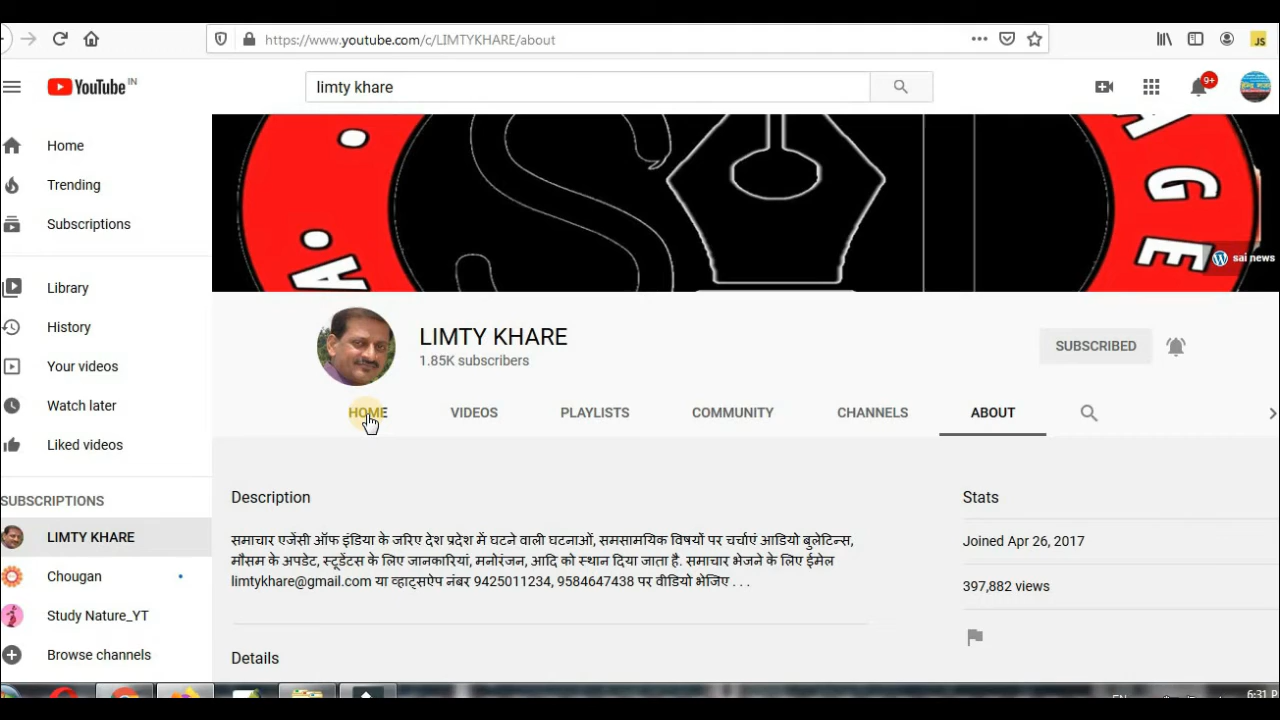 https://www.youtube.com/c/LIMTYKHARE/about
JS
YouTube IN
limty khare
9+
Home
Trending
Subscriptions
Library
History
Your videos
Watch later
Liked videos
SUBSCRIPTIONS
LIMTY KHARE
Chougan
Study Nature_YT
Browse channels
A
AGE
sai news
LIMTY KHARE
1.85K subscribers
SUBSCRIBED
HOME VIDEOS PLAYLISTS COMMUNITY CHANNELS ABOUT
Description
समाचार एजेंसी ऑफ इंडिया के जरिए देश प्रदेश में घटने वाली घटनाओं, समसामयिक विषयों पर चर्चाएं आडियो बुलेटिन्स,
मौसम के अपडेट, स्टूडेंटस के लिए जानकारियां, मनोरंजन, आदि को स्थान दिया जाता है. समाचार भेजने के लिए ईमेल
limtykhare@gmail.com या व्हाट्सऐप नंबर 9425011234, 9584647438 पर वीडियो भेजिए . . .
Details
Stats
Joined Apr 26, 2017
397,882 views